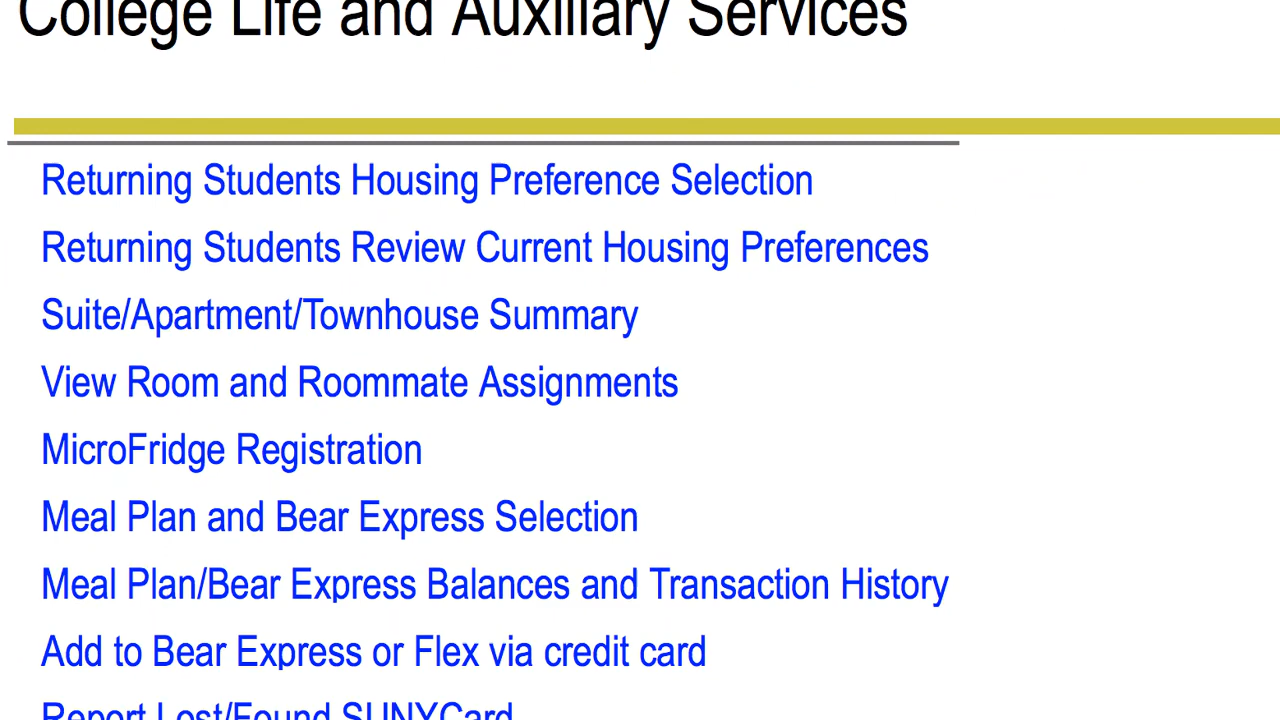 College Life and Auxiliary Services
Returning Students Housing Preference Selection
Returning Students Review Current Housing Preferences
Suite/Apartment/Townhouse Summary
View Room and Roommate Assignments
MicroFridge Registration
Meal Plan and Bear Express Selection
Meal Plan/Bear Express Balances and Transaction History
Add to Bear Express or Flex via credit card
Report Lost/Found SUNYCard